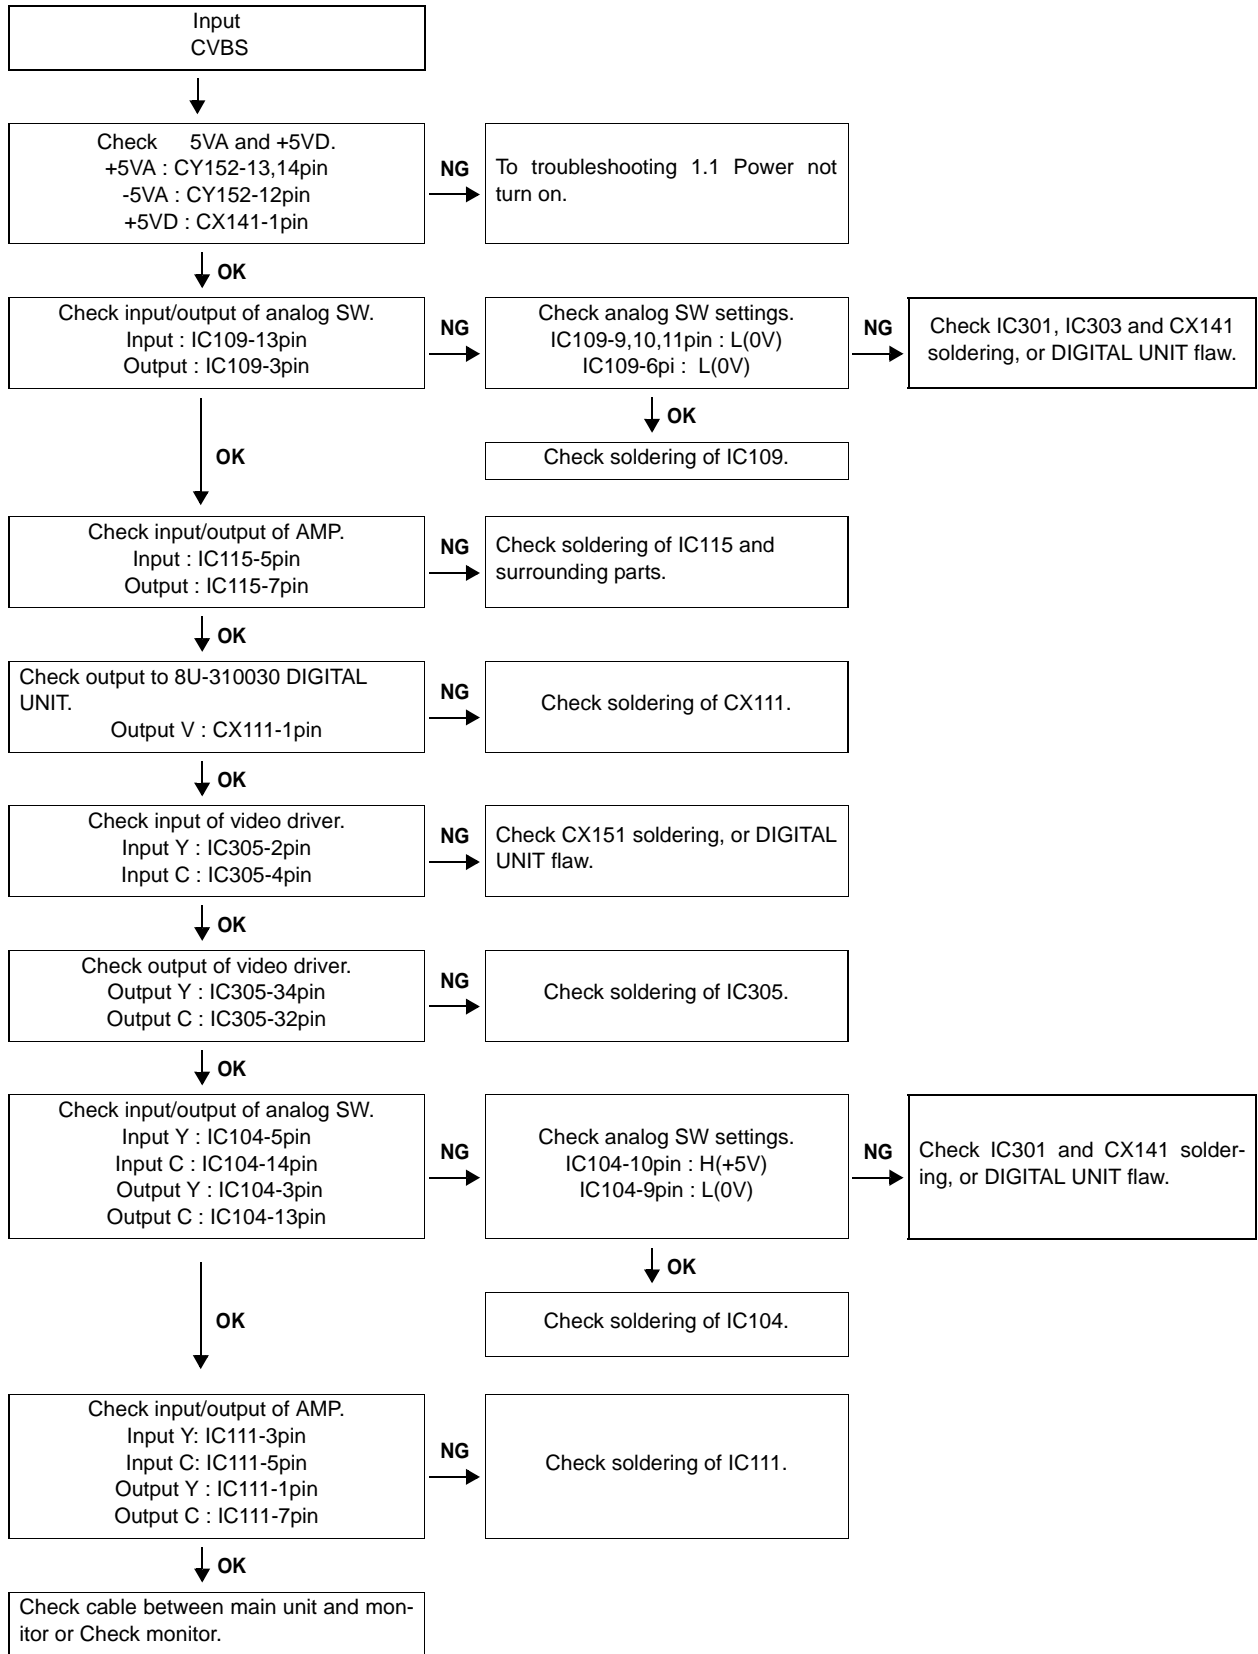 Input
CVBS
Check 5VA and +5VD.
+5VA : CY152-13,14pin
-5VA : CY152-12pin
+5VD : CX141-1pin
NG
To troubleshooting 1.1 Power not
turn on.
OK
Check input/output of analog SW.
Input : IC109-13pin
Output : IC109-3pin
NG
Check analog SW settings.
IC109-9,10,11pin : L(0V)
IC109-6pi : L(0V)
NG
Check IC301, IC303 and CX141
soldering, or DIGITAL UNIT flaw.
OK
Check soldering of IC109.
OK
Check input/output of AMP.
Input : IC115-5pin
Output : IC115-7pin
NG
Check soldering of IC115 and
surrounding parts.
OK
Check output to 8U-310030 DIGITAL
UNIT.
Output V : CX111-1pin
NG
Check soldering of CX111.
OK
Check input of video driver.
Input Y : IC305-2pin
Input C : IC305-4pin
NG
Check CX151 soldering, or DIGITAL
UNIT flaw.
OK
Check output of video driver.
Output Y : IC305-34pin
Output C : IC305-32pin
NG
Check soldering of IC305.
OK
Check input/output of analog SW.
Input Y : IC104-5pin
Input C : IC104-14pin
Output Y : IC104-3pin
Output C : IC104-13pin
NG
Check analog SW settings.
IC104-10pin : H(+5V)
IC104-9pin : L(0V)
NG
Check IC301 and CX141 solder-
ing, or DIGITAL UNIT flaw.
OK
Check soldering of IC104.
OK
Check input/output of AMP.
Input Y: IC111-3pin
Input C: IC111-5pin
Output Y : IC111-1pin
Output C : IC111-7pin
NG
Check soldering of IC111.
OK
Check cable between main unit and mon-
itor or Check monitor.